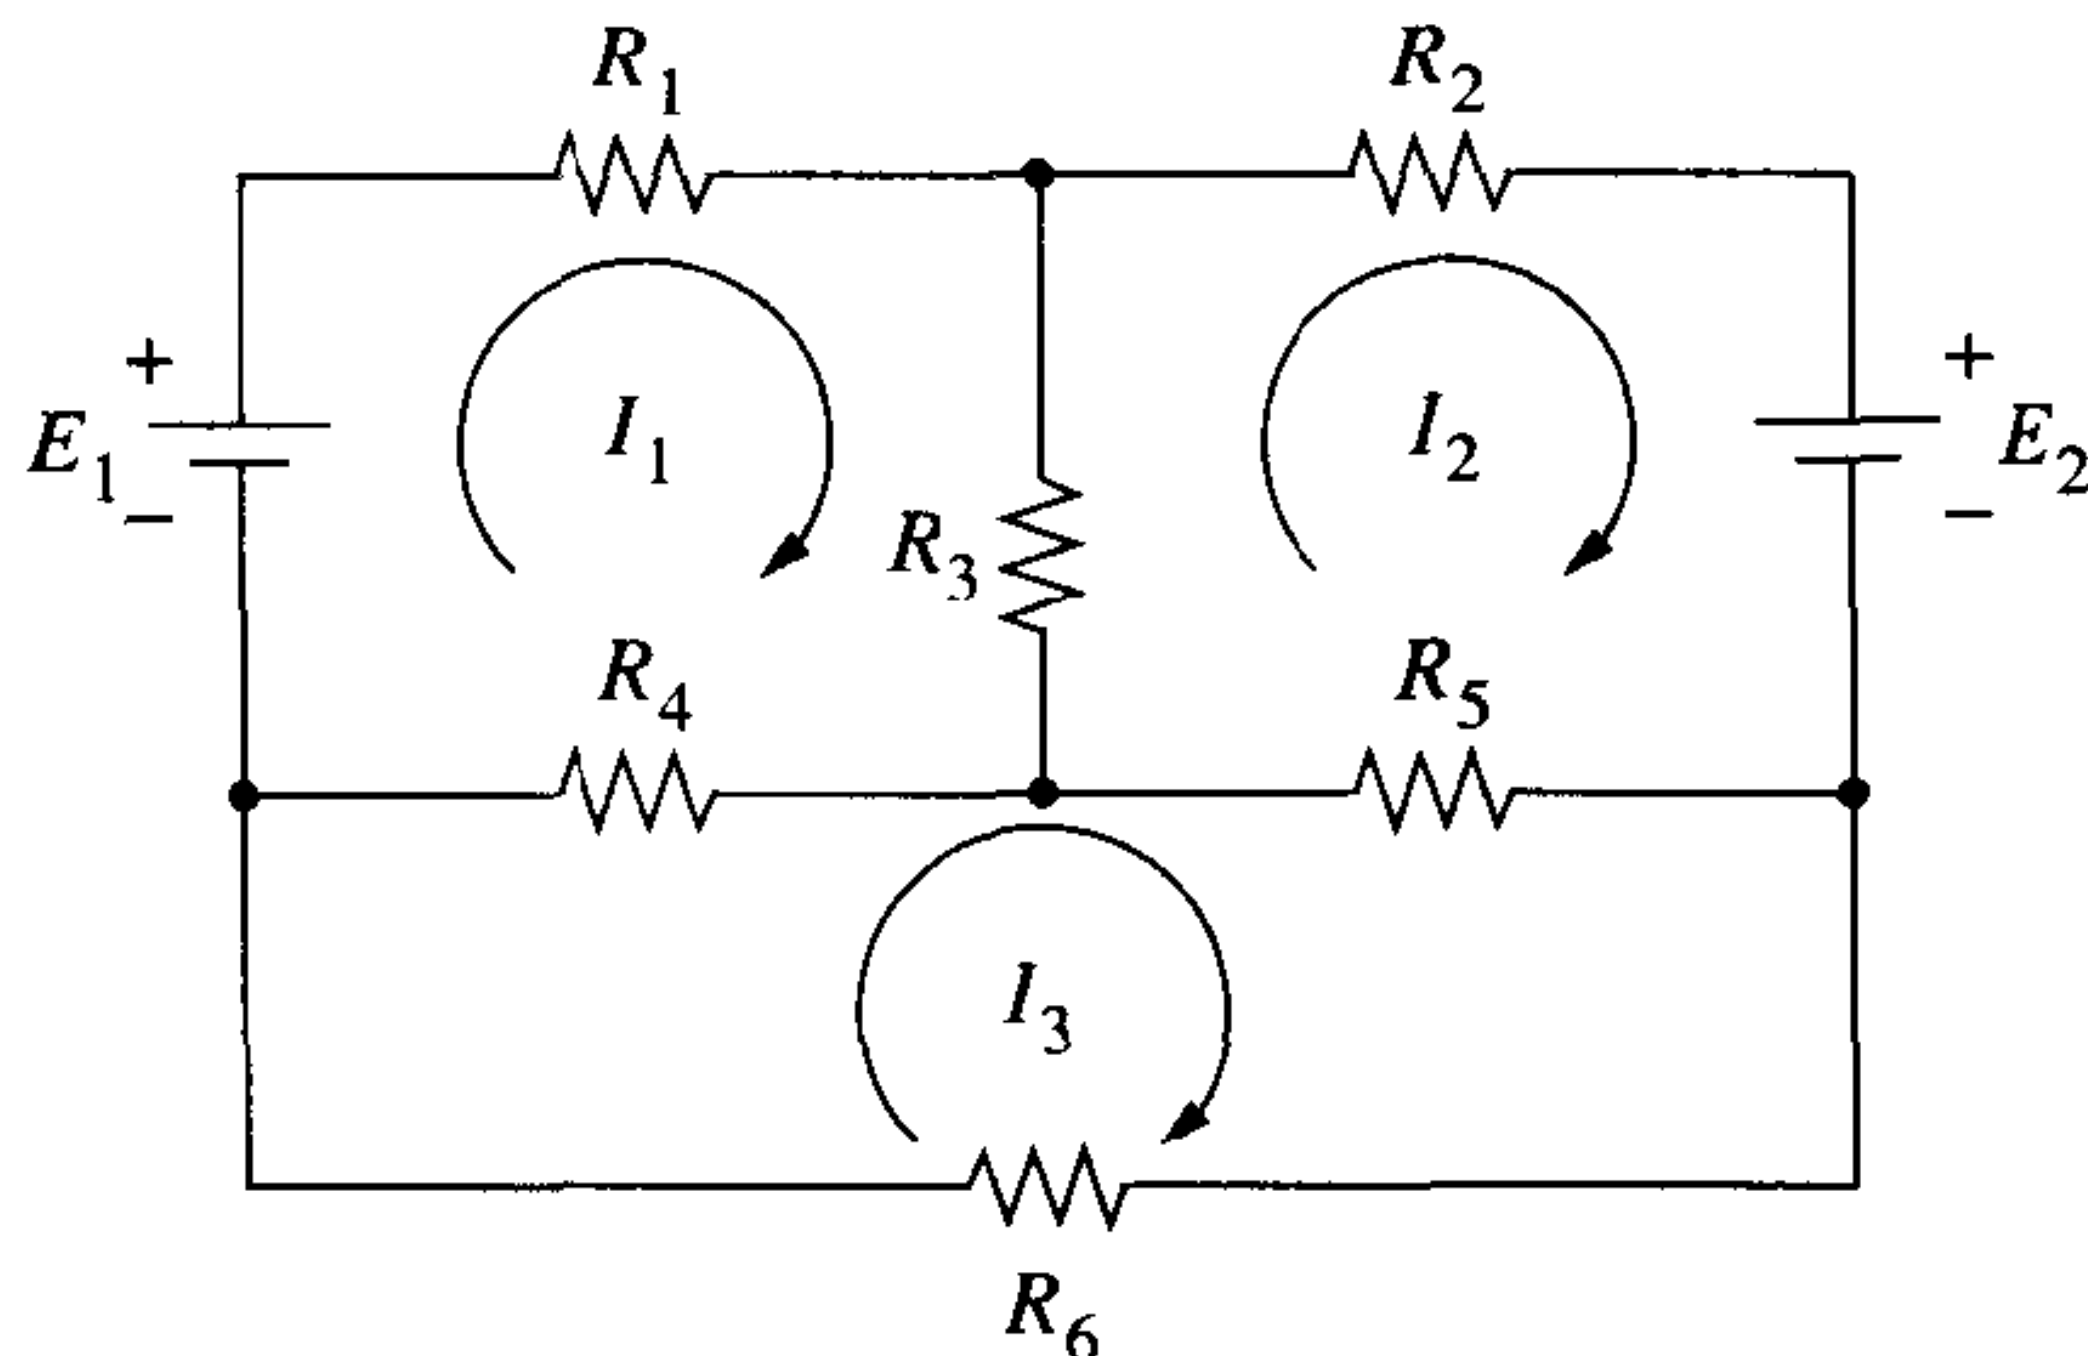 R1 R2
+ +
E1 I1 I2 E2
− −
R3
R4 R5
I3
R6